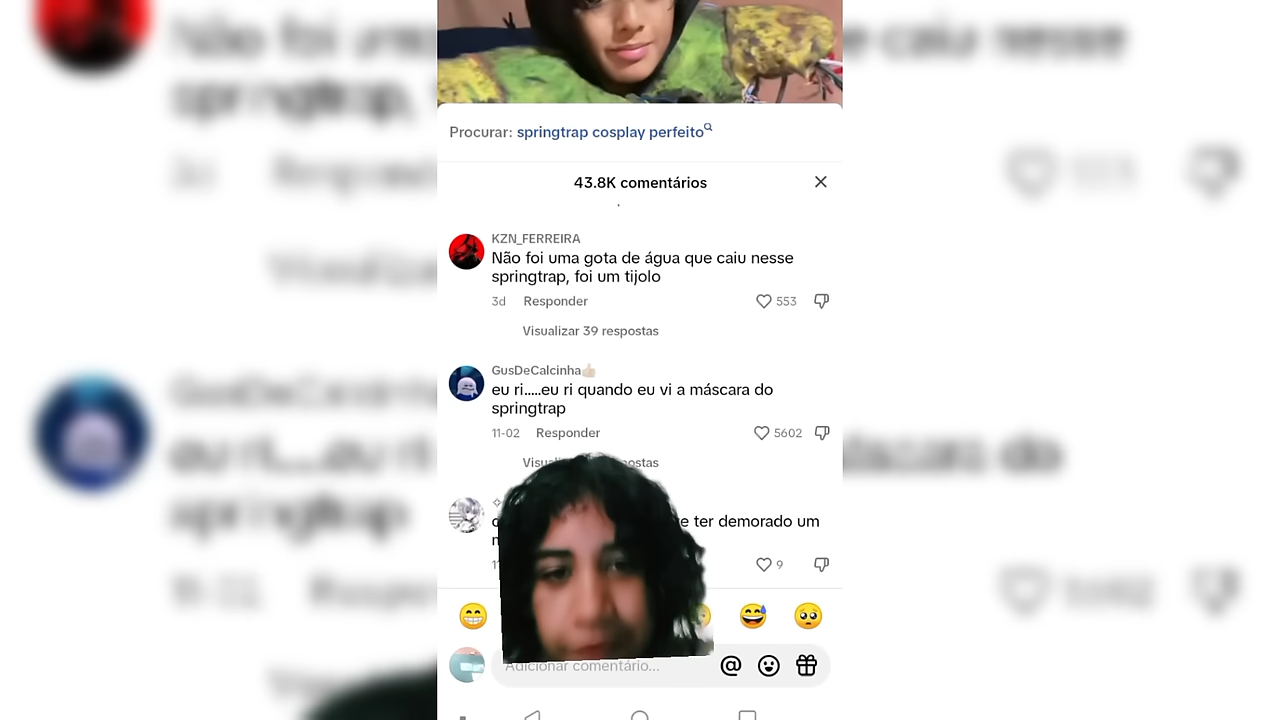 Procurar: springtrap cosplay perfeito
43.8K comentários
KZN_FERREIRA
Não foi uma gota de água que caiu nesse
springtrap, foi um tijolo
3d Responder 553
Visualizar 39 respostas
GusDeCalcinha👍🏻
eu ri.....eu ri quando eu vi a máscara do
springtrap
11-02 Responder 5602
ter demorado um
9
Adicionar comentário...